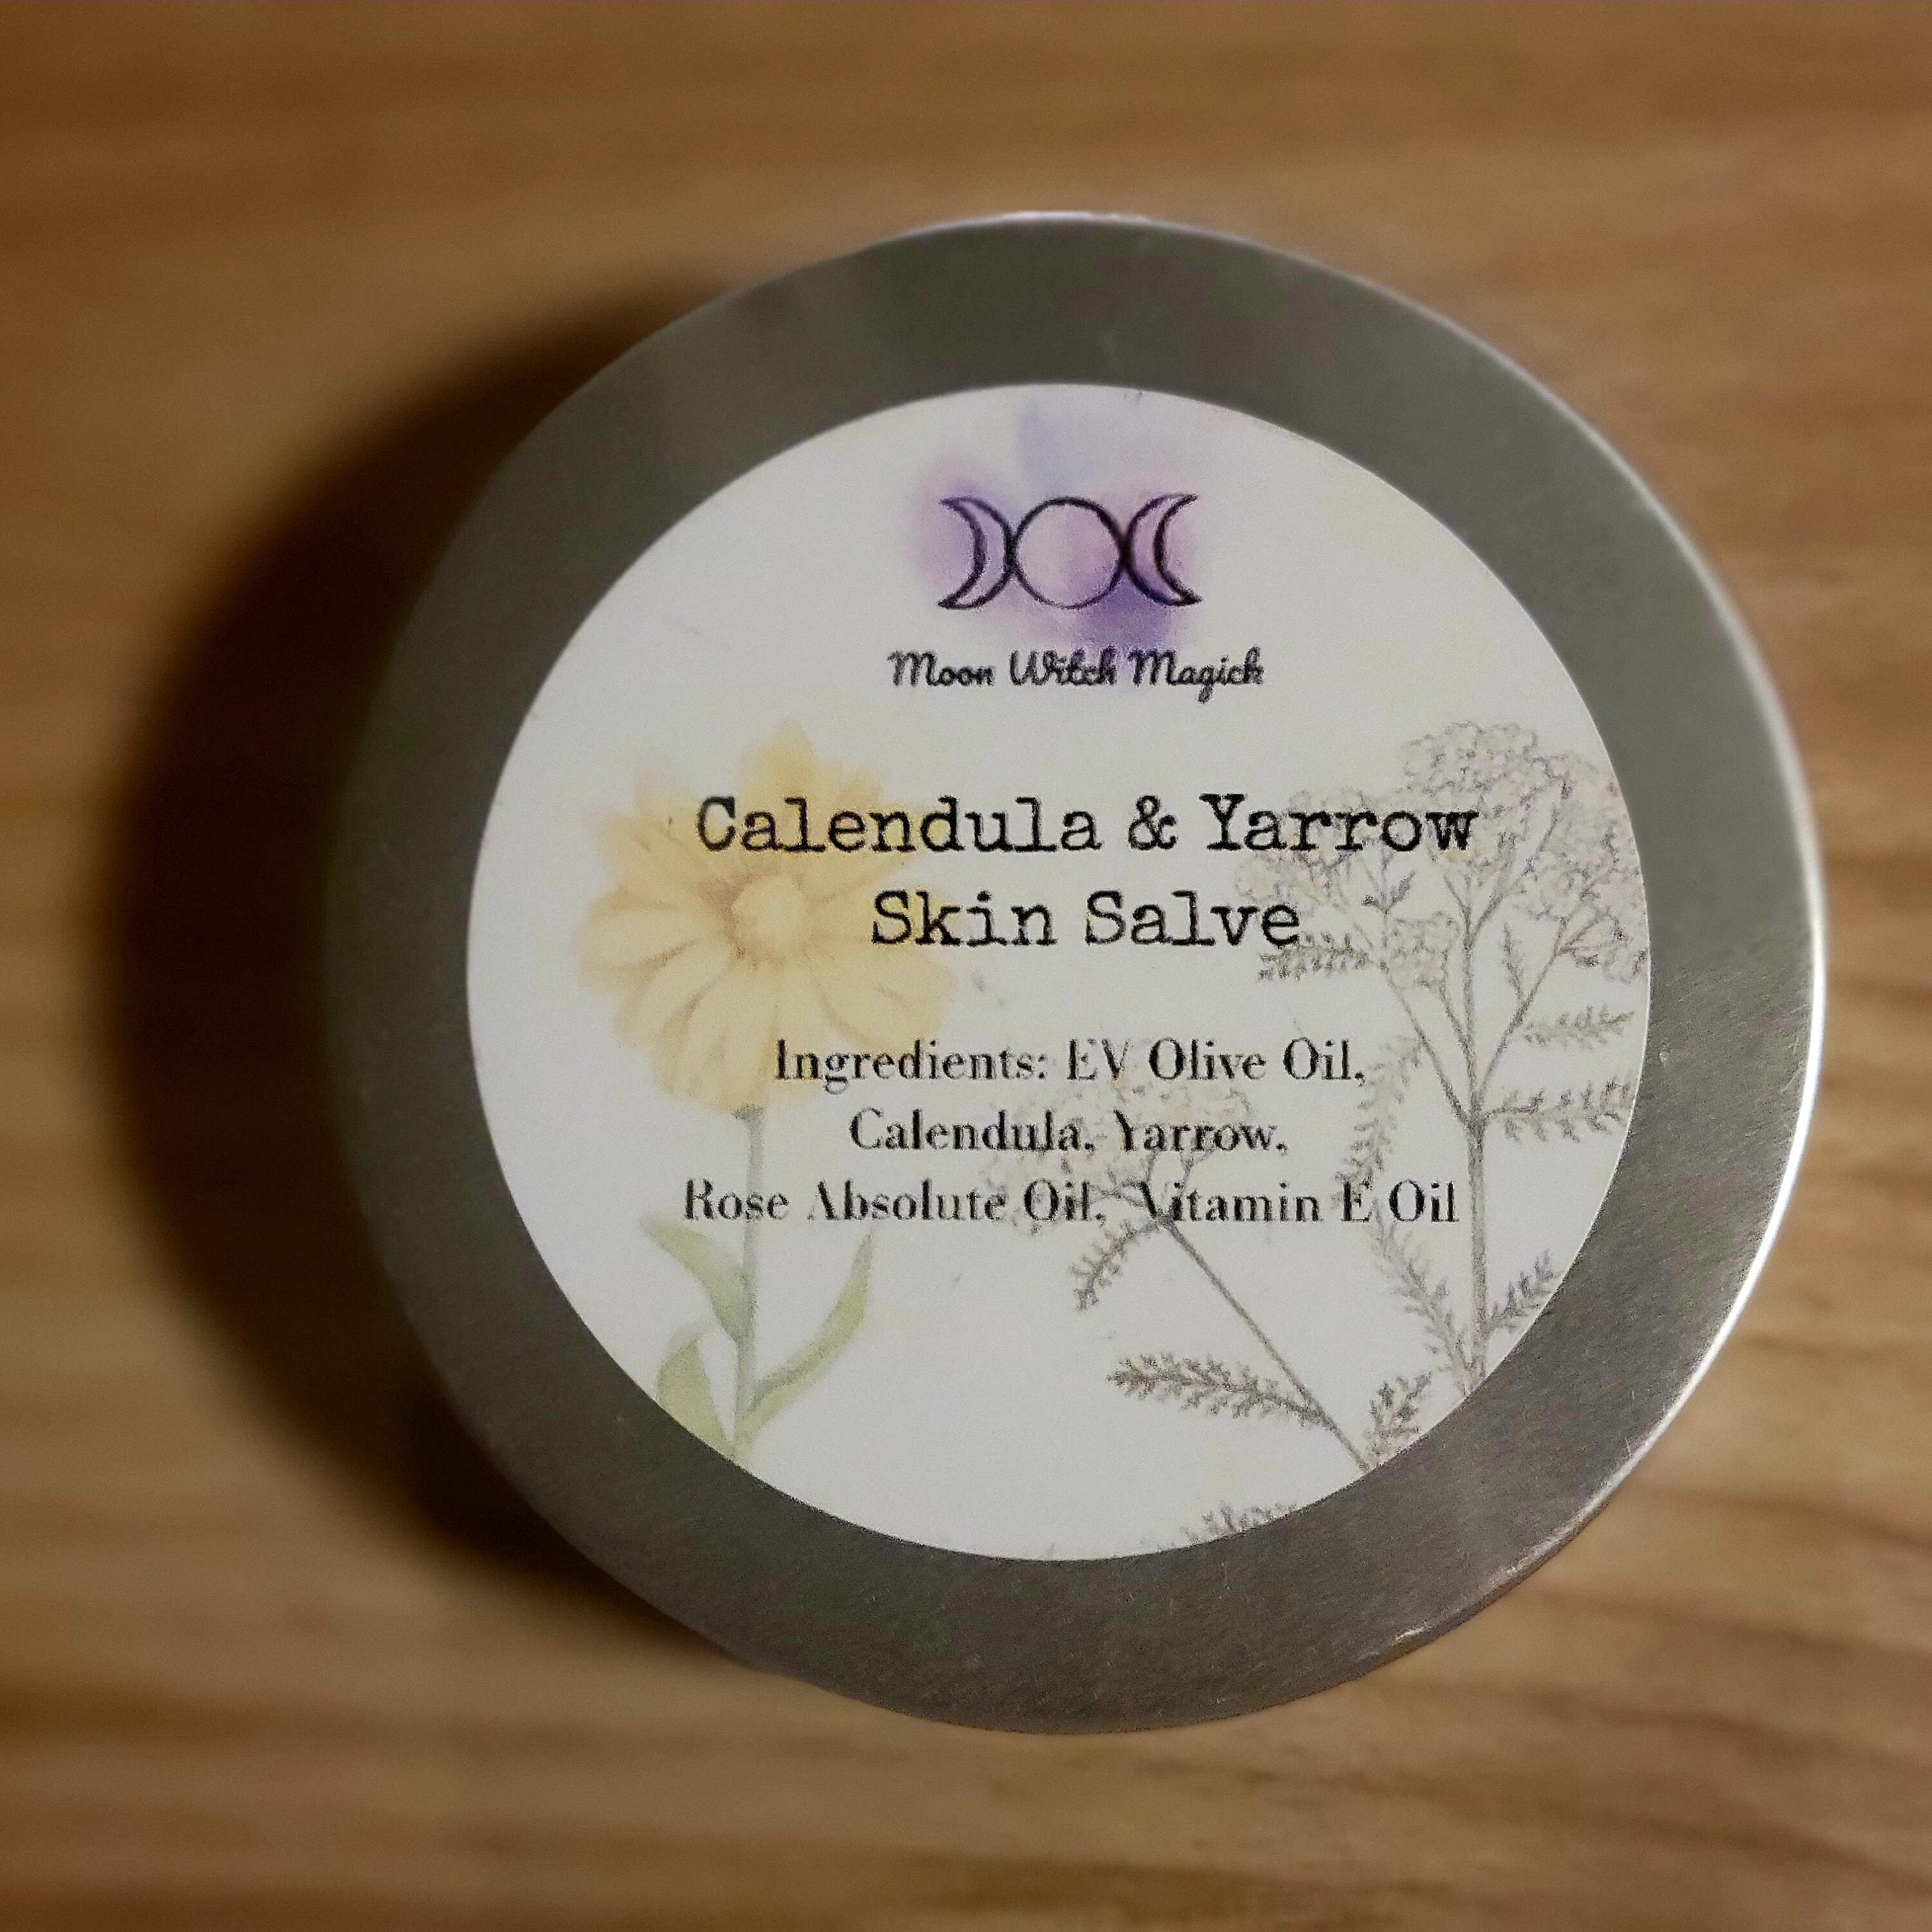 Moon Witch Magick
Calendula & Yarrow
Skin Salve
Ingredients: EV Olive Oil,
Calendula, Yarrow,
Rose Absolute Oil, Vitamin E Oil